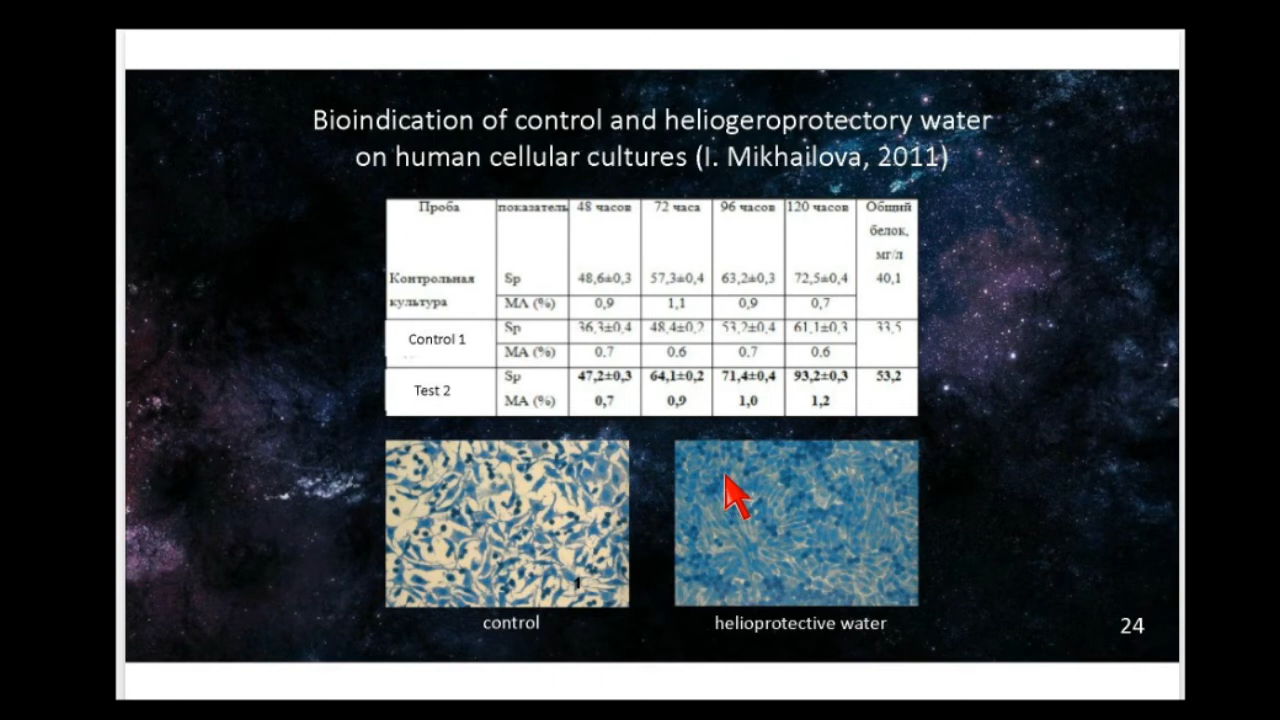 Bioindication of control and heliogeroprotectory water
on human cellular cultures (I. Mikhailova, 2011)
Проба показатель 48 часов 72 часа 96 часов 120 часов Общий
белок,
мг/л
Контрольная Sp 48,6±0,3 57,3±0,4 63,2±0,3 72,5±0,4 40,1
культура МА (%) 0,9 1,1 0,9 0,7
Control 1 Sp 36,3±0,4 48,4±0,2 53,2±0,4 61,1±0,3 33,5
МА (%) 0.7 0.6 0.7 0.6
Test 2 Sp 47,2±0,3 64,1±0,2 71,4±0,4 93,2±0,3 53,2
МА (%) 0,7 0,9 1,0 1,2
1
control helioprotective water
24